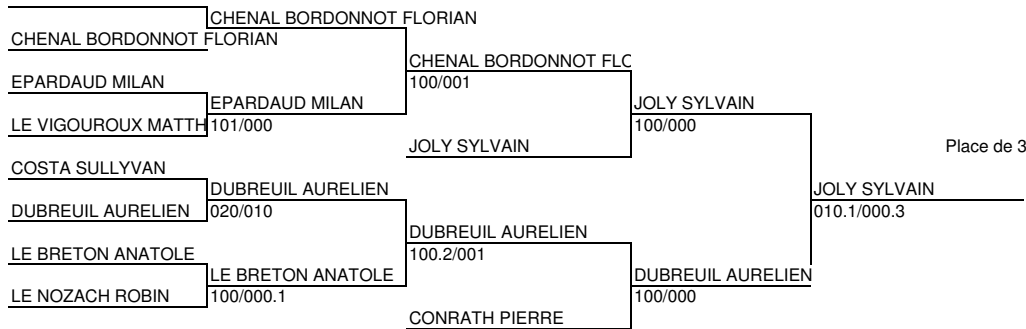 CHENAL BORDONNOT FLORIAN
CHENAL BORDONNOT FLORIAN
CHENAL BORDONNOT FLO
100/001
EPARDAUD MILAN
EPARDAUD MILAN
JOLY SYLVAIN
LE VIGOUROUX MATTH
101/000
100/000
JOLY SYLVAIN
Place de 3
COSTA SULLYVAN
DUBREUIL AURELIEN
JOLY SYLVAIN
DUBREUIL AURELIEN
020/010
010.1/000.3
DUBREUIL AURELIEN
100.2/001
LE BRETON ANATOLE
LE BRETON ANATOLE
DUBREUIL AURELIEN
LE NOZACH ROBIN
100/000.1
100/000
CONRATH PIERRE